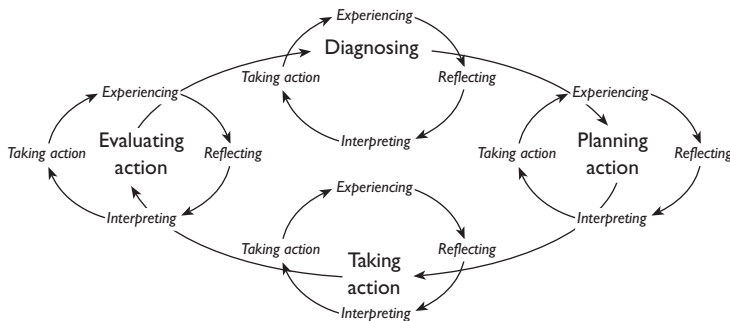 Experiencing
Diagnosing
Taking action
Reflecting
Interpreting
Experiencing
Evaluating
action
Taking action
Reflecting
Interpreting
Experiencing
Planning
action
Taking action
Reflecting
Interpreting
Experiencing
Taking action
Reflecting
Taking
action
Interpreting